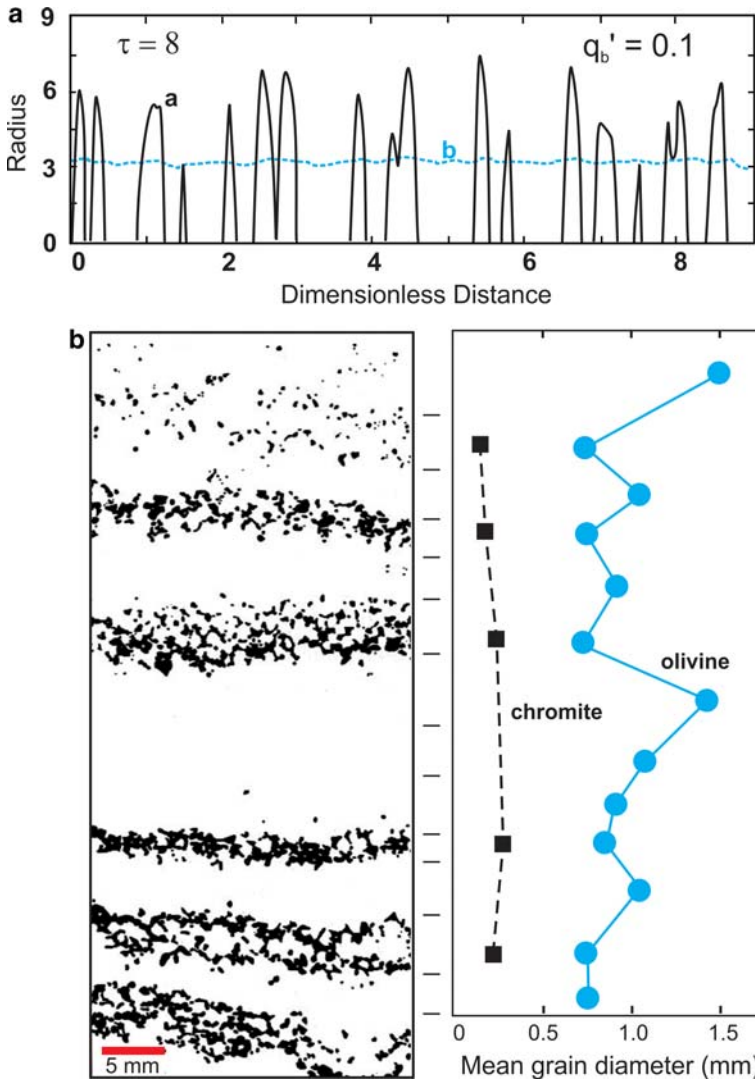 a
9
6
3
0
Radius
τ = 8
qb' = 0.1
a
b
0 2 4 6 8
Dimensionless Distance
b
5 mm
olivine
chromite
0 0.5 1.0 1.5
Mean grain diameter (mm)